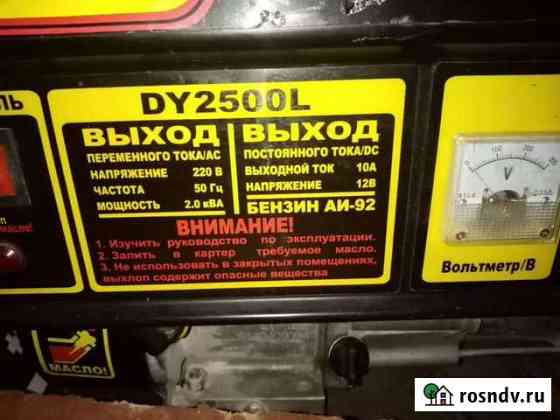 DY2500L
ВЫХОД
ПЕРЕМЕННОГО ТОКА/AC
НАПРЯЖЕНИЕ 220 В
ЧАСТОТА 50 Гц
МОЩНОСТЬ 2.0 кВА
ВЫХОД
ПОСТОЯННОГО ТОКА/DC
ВЫХОДНОЙ ТОК 10А
НАПРЯЖЕНИЕ 12В
БЕНЗИН АИ-92
ВНИМАНИЕ!
1. Изучить руководство по эксплуатации.
2. Залить в картер требуемое масло.
3. Не использовать в закрытых помещениях,
выхлоп содержит опасные вещества
V
Вольтметр/В
МАСЛО!
rosndv.ru